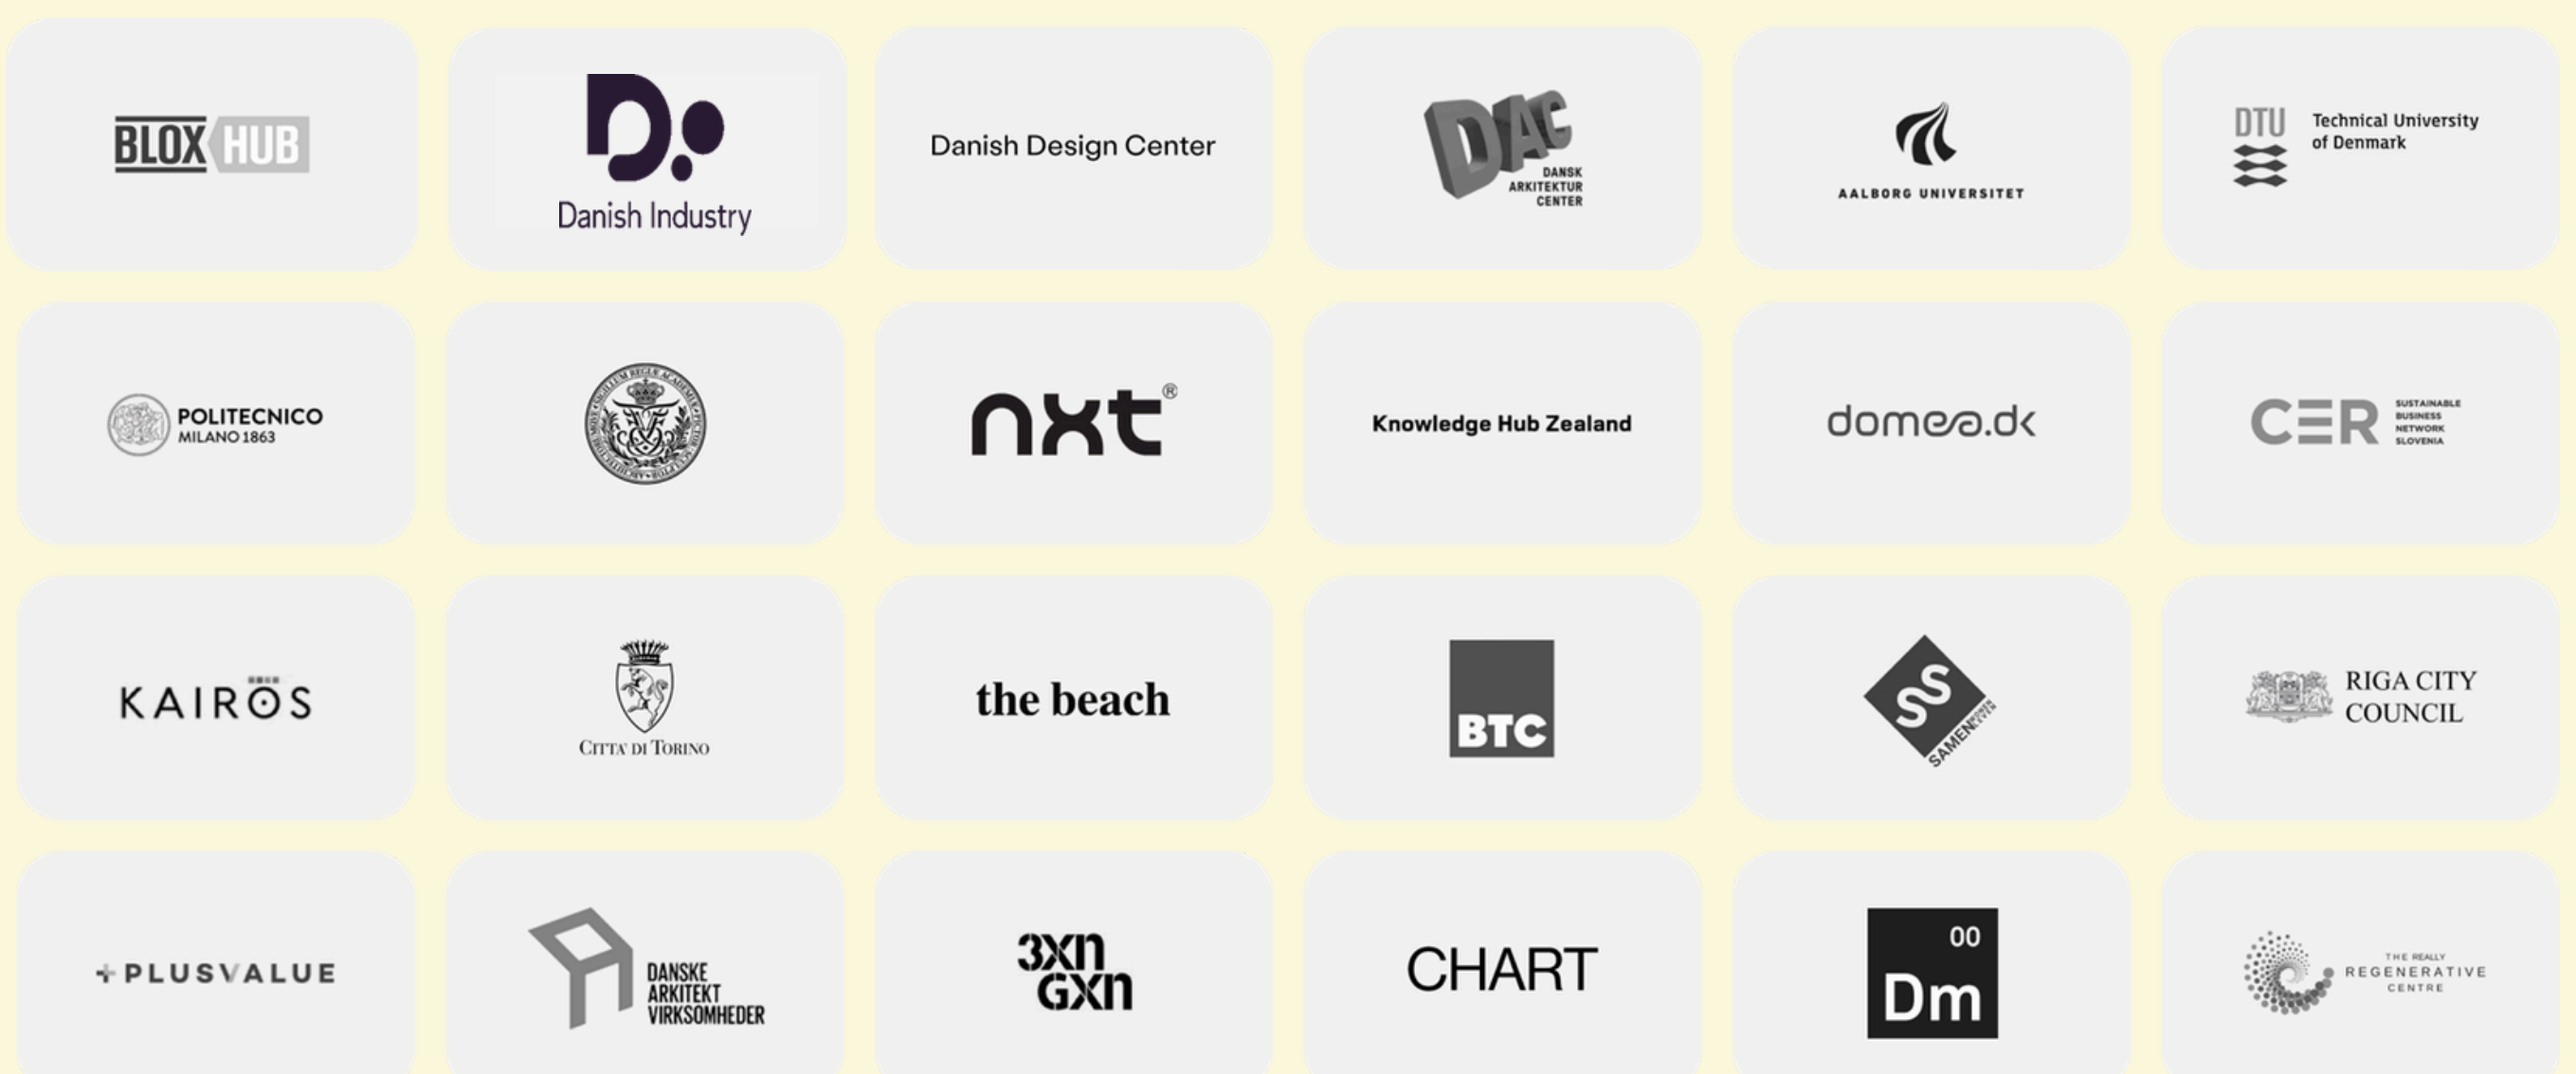 BLOXHUB
Danish Industry
Danish Design Center
DAC
DANSK
ARKITEKTUR
CENTER
AALBORG UNIVERSITET
DTU
Technical University
of Denmark
POLITECNICO
MILANO 1863
nxt®
Knowledge Hub Zealand
domea.dk
CER
SUSTAINABLE
BUSINESS
NETWORK
SLOVENIA
KAIROS
CITTA' DI TORINO
the beach
BTC
SS
SAMEN
RIGA CITY
COUNCIL
+PLUSVALUE
DANSKE
ARKITEKT
VIRKSOMHEDER
3XN
GXN
CHART
00
Dm
THE REALLY
REGENERATIVE
CENTRE